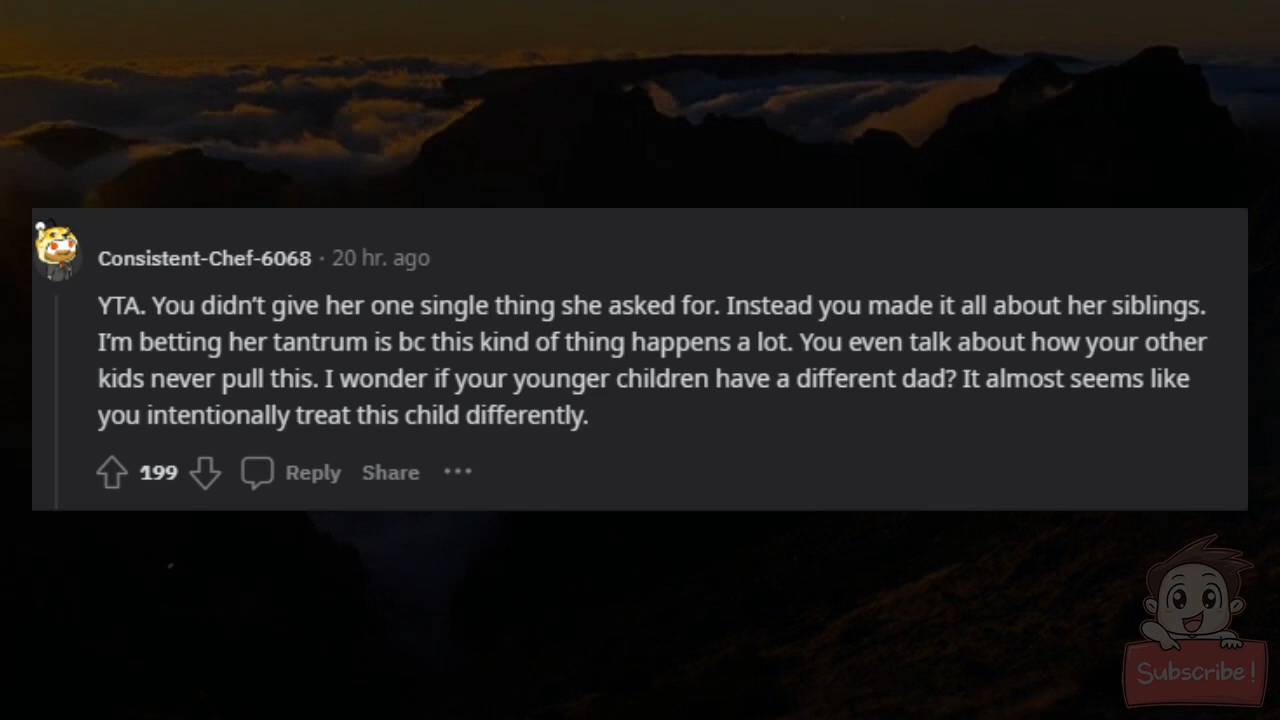 Consistent-Chef-6068 · 20 hr. ago
YTA. You didn’t give her one single thing she asked for. Instead you made it all about her siblings.
I’m betting her tantrum is bc this kind of thing happens a lot. You even talk about how your other
kids never pull this. I wonder if your younger children have a different dad? It almost seems like
you intentionally treat this child differently.
199 Reply Share ···
Subscribe!